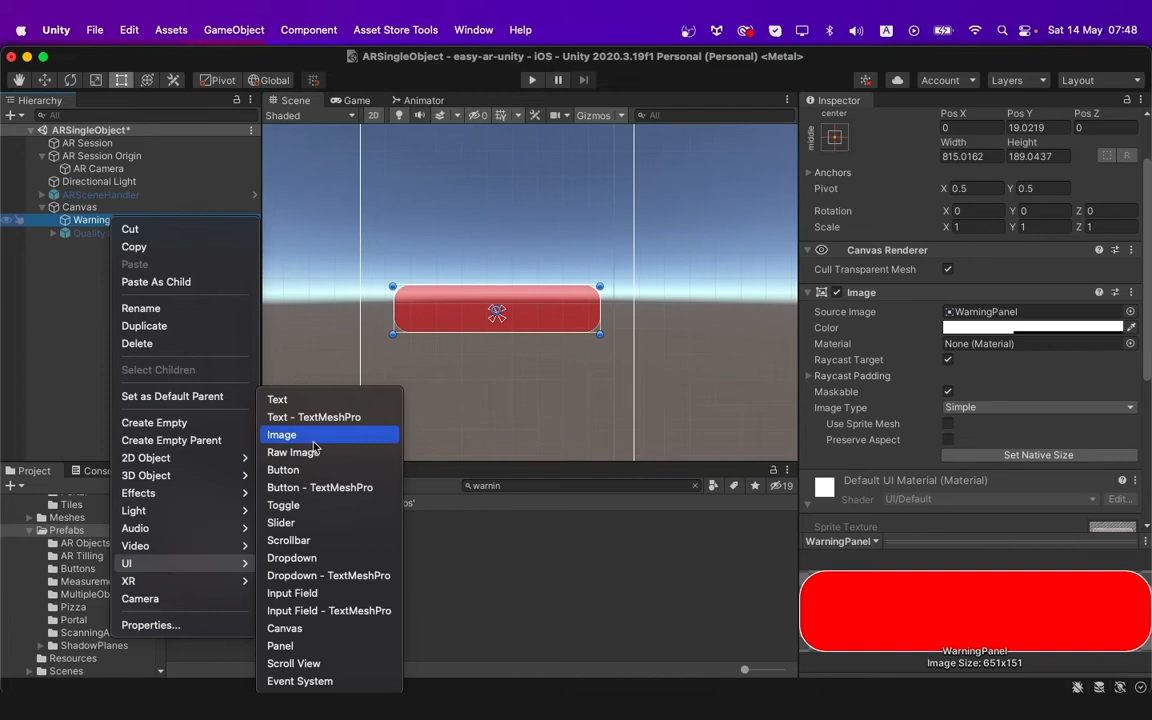 Unity File Edit Assets GameObject Component Asset Store Tools Window Help A Sat 14 May 07:48
ARSingleObject - easy-ar-unity - iOS - Unity 2020.3.19f1 Personal (Personal) <Metal>
Pivot Global Account Layers Layout
Hierarchy Scene Game Animator Inspector
All Shaded 2D 0 Gizmos All
center Pos X Pos Y Pos Z
ARSingleObject*
middle 0 19.0219 0
AR Session
Width Height
AR Session Origin
815.0162 189.0437 R
AR Camera
Anchors
Directional Light
Pivot X 0.5 Y 0.5
ARSceneHandler
Canvas
Rotation X 0 Y 0 Z 0
Warning
Scale X 1 Y 1 Z 1
Quality
Cut
Copy
Paste
Paste As Child
Rename
Duplicate
Delete
Select Children
Set as Default Parent
Create Empty
Create Empty Parent
2D Object
3D Object
Effects
Light
Audio
Video
UI
XR
Camera
Properties...
Text
Text - TextMeshPro
Image
Raw Image
Button
Button - TextMeshPro
Toggle
Slider
Scrollbar
Dropdown
Dropdown - TextMeshPro
Input Field
Input Field - TextMeshPro
Canvas
Panel
Scroll View
Event System
Canvas Renderer
Cull Transparent Mesh
Image
Source Image WarningPanel
Color
Material None (Material)
Raycast Target
Raycast Padding
Maskable
Image Type Simple
Use Sprite Mesh
Preserve Aspect
Set Native Size
Default UI Material (Material)
Shader UI/Default Edit...
Sprite Texture
WarningPanel
WarningPanel
Image Size: 651x151
Project Cons
warnin 19
Tiles
Meshes
Prefabs
AR Objects
AR Tilling
Buttons
Measurem
MultipleOb
Pizza
Portal
ScanningA
ShadowPlanes
Resources
Scenes